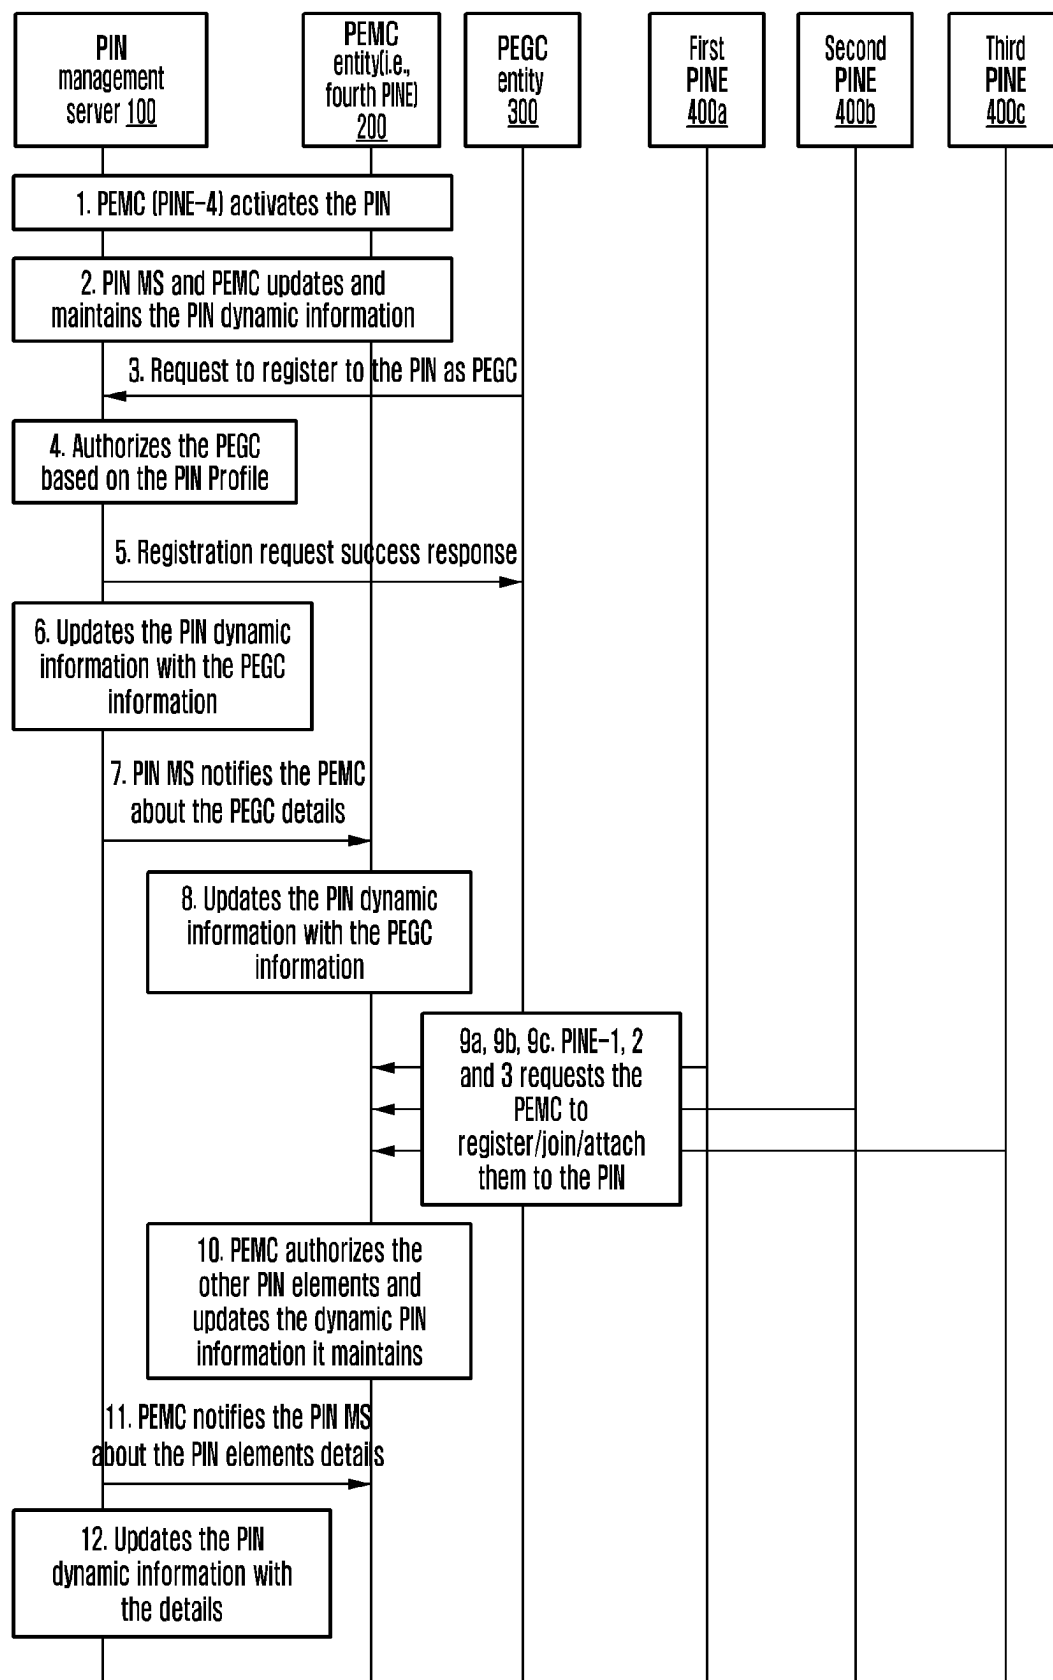 PIN
management
server 100
PEMC
entity(i.e.,
fourth PINE)
200
PEGC
entity
300
First
PINE
400a
Second
PINE
400b
Third
PINE
400c
1. PEMC (PINE-4) activates the PIN
2. PIN MS and PEMC updates and
maintains the PIN dynamic information
3. Request to register to the PIN as PEGC
4. Authorizes the PEGC
based on the PIN Profile
5. Registration request success response
6. Updates the PIN dynamic
information with the PEGC
information
7. PIN MS notifies the PEMC
about the PEGC details
8. Updates the PIN dynamic
information with the PEGC
information
9a, 9b, 9c. PINE-1, 2
and 3 requests the
PEMC to
register/join/attach
them to the PIN
10. PEMC authorizes the
other PIN elements and
updates the dynamic PIN
information it maintains
11. PEMC notifies the PIN MS
about the PIN elements details
12. Updates the PIN
dynamic information with
the details